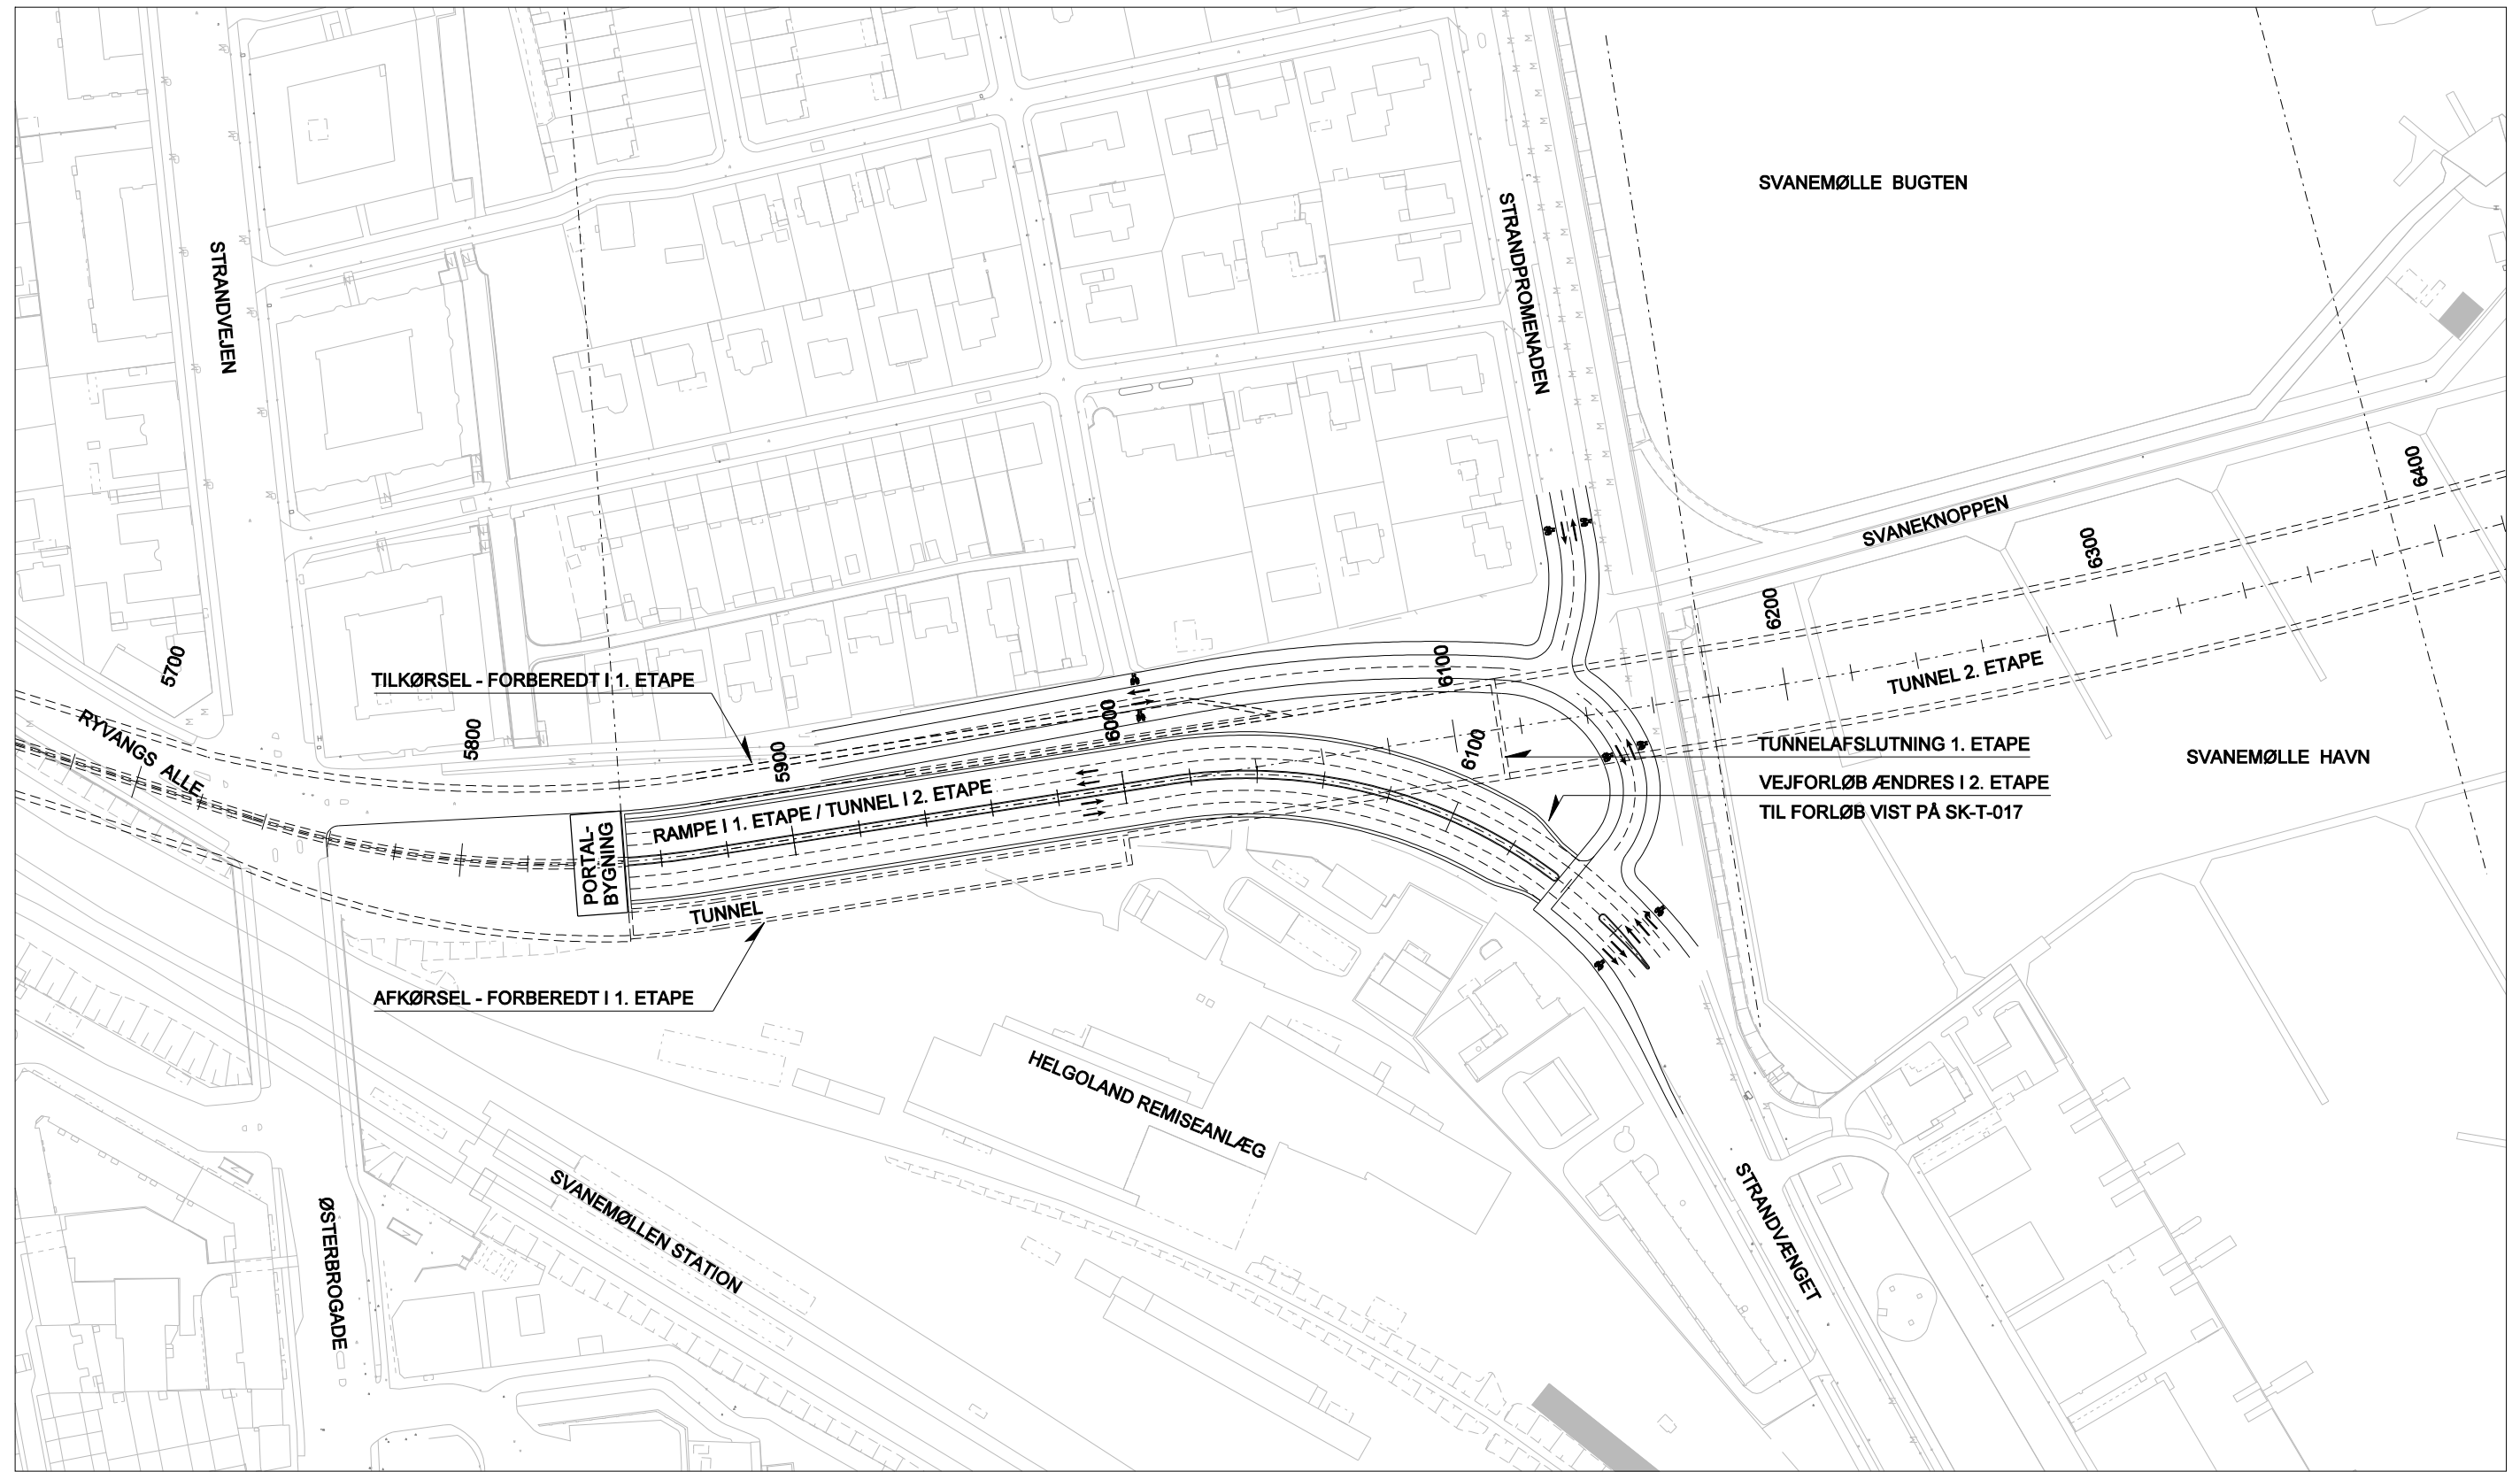 SVANEMØLLE BUGTEN
STRANDPROMENADEN
STRANDVEJEN
6400
SVANEKNOPPEN
6300
6200
5700
TILKØRSEL - FORBEREDT I 1. ETAPE
6100
TUNNEL 2. ETAPE
RYVANGS ALLE
5800
5900
6000
6100
TUNNELAFSLUTNING 1. ETAPE
SVANEMØLLE HAVN
VEJFORLØB ÆNDRES I 2. ETAPE
TIL FORLØB VIST PÅ SK-T-017
RAMPE I 1. ETAPE / TUNNEL I 2. ETAPE
PORTAL-
BYGNING
TUNNEL
AFKØRSEL - FORBEREDT I 1. ETAPE
HELGOLAND REMISEANLÆG
SVANEMØLLEN STATION
ØSTERBROGADE
STRANDVÆNGET